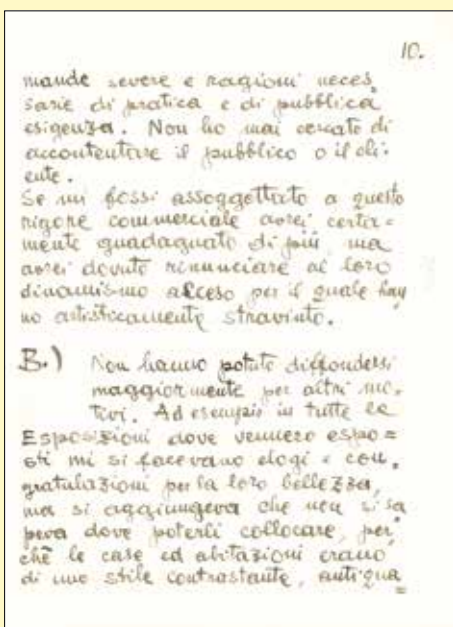 10.
mande severe e ragioni neces
sarie di pratica e di pubblica
esigenza. Non ho mai cercato di
accontentare il pubblico o il cli-
ente.
Se mi fossi assoggettato a questo
rigore commerciale avrei certa=
mente guadagnato di più, ma
avrei dovuto rinunciare al loro
dinamismo acceso per il quale han
no artisticamente stravinto.
B.) Non hanno potuto diffondersi
maggiormente per altri mo-
tivi. Ad esempio in tutte le
Esposizioni dove vennero espo=
sti mi si facevano elogi e con-
gratulazioni per la loro bellezza,
ma si aggiungeva che non si sa
peva dove poterli collocare, per
chè le case ed abitazioni erano
di uno stile contrastante, antiqua=